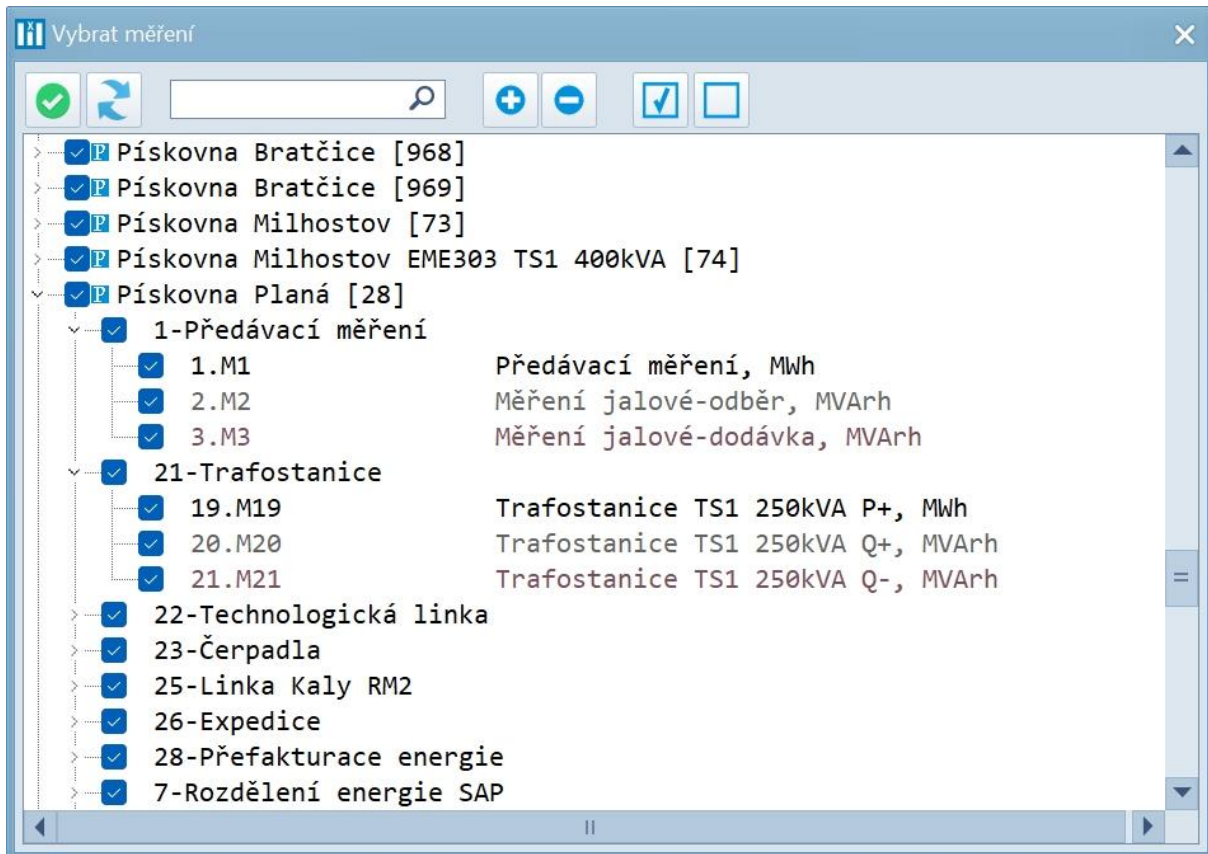 Vybrat měření
Pískovna Bratčice [968]
Pískovna Bratčice [969]
Pískovna Milhostov [73]
Pískovna Milhostov EME303 TS1 400kVA [74]
Pískovna Planá [28]
1-Předávací měření
1.M1 Předávací měření, MWh
2.M2 Měření jalové-odběr, MVArh
3.M3 Měření jalové-dodávka, MVArh
21-Trafostanice
19.M19 Trafostanice TS1 250kVA P+, MWh
20.M20 Trafostanice TS1 250kVA Q+, MVArh
21.M21 Trafostanice TS1 250kVA Q-, MVArh
22-Technologická linka
23-Čerpadla
25-Linka Kaly RM2
26-Expedice
28-Přefakturace energie
7-Rozdělení energie SAP